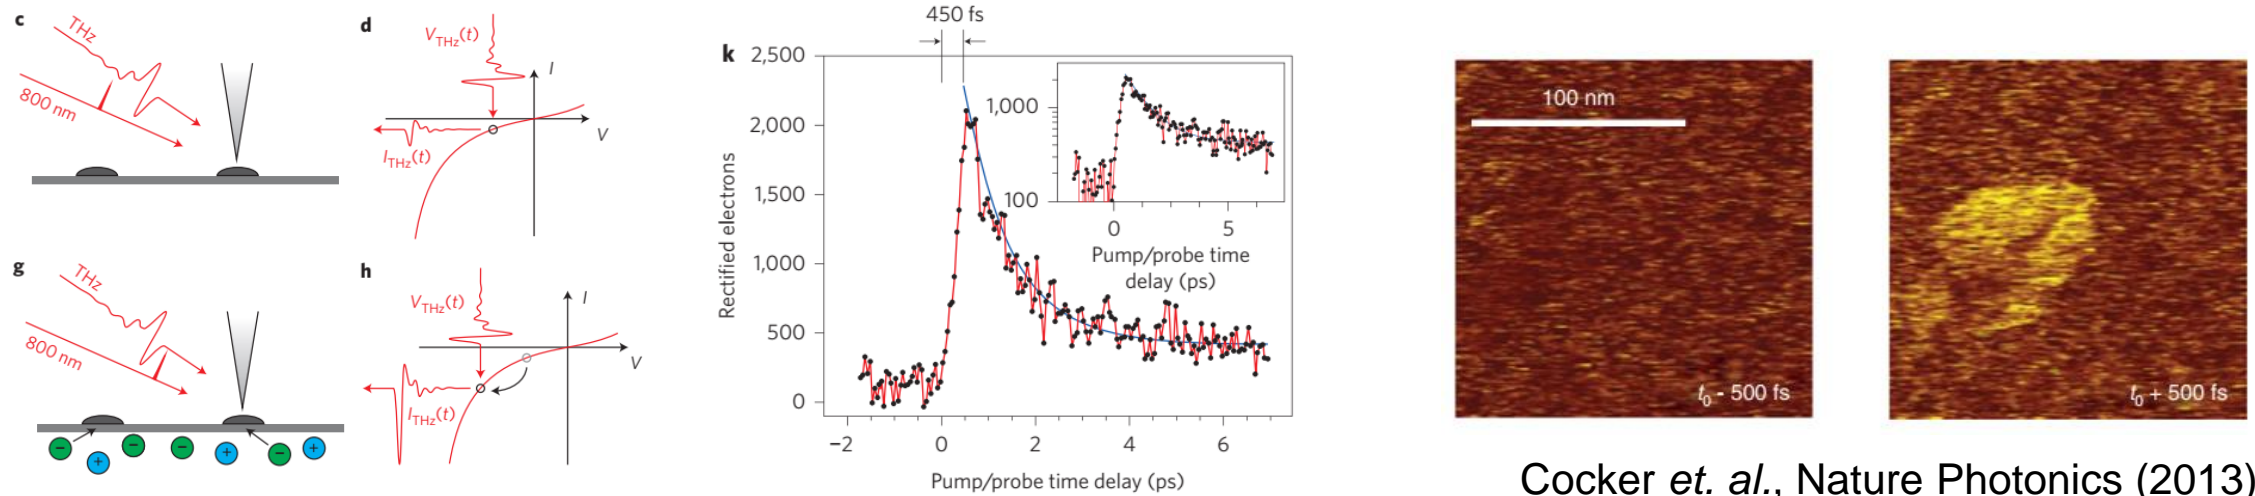 c
THz
800 nm
d
V_THz(t)
I
V
I_THz(t)
g
THz
800 nm
− − − − + + +
h
V_THz(t)
I
V
I_THz(t)
450 fs
k
2,500
2,000
1,500
1,000
500
0
Rectified electrons
−2 0 2 4 6
Pump/probe time delay (ps)
1,000
100
0 5
Pump/probe time
delay (ps)
100 nm
t₀ - 500 fs
t₀ + 500 fs
Cocker et. al., Nature Photonics (2013)